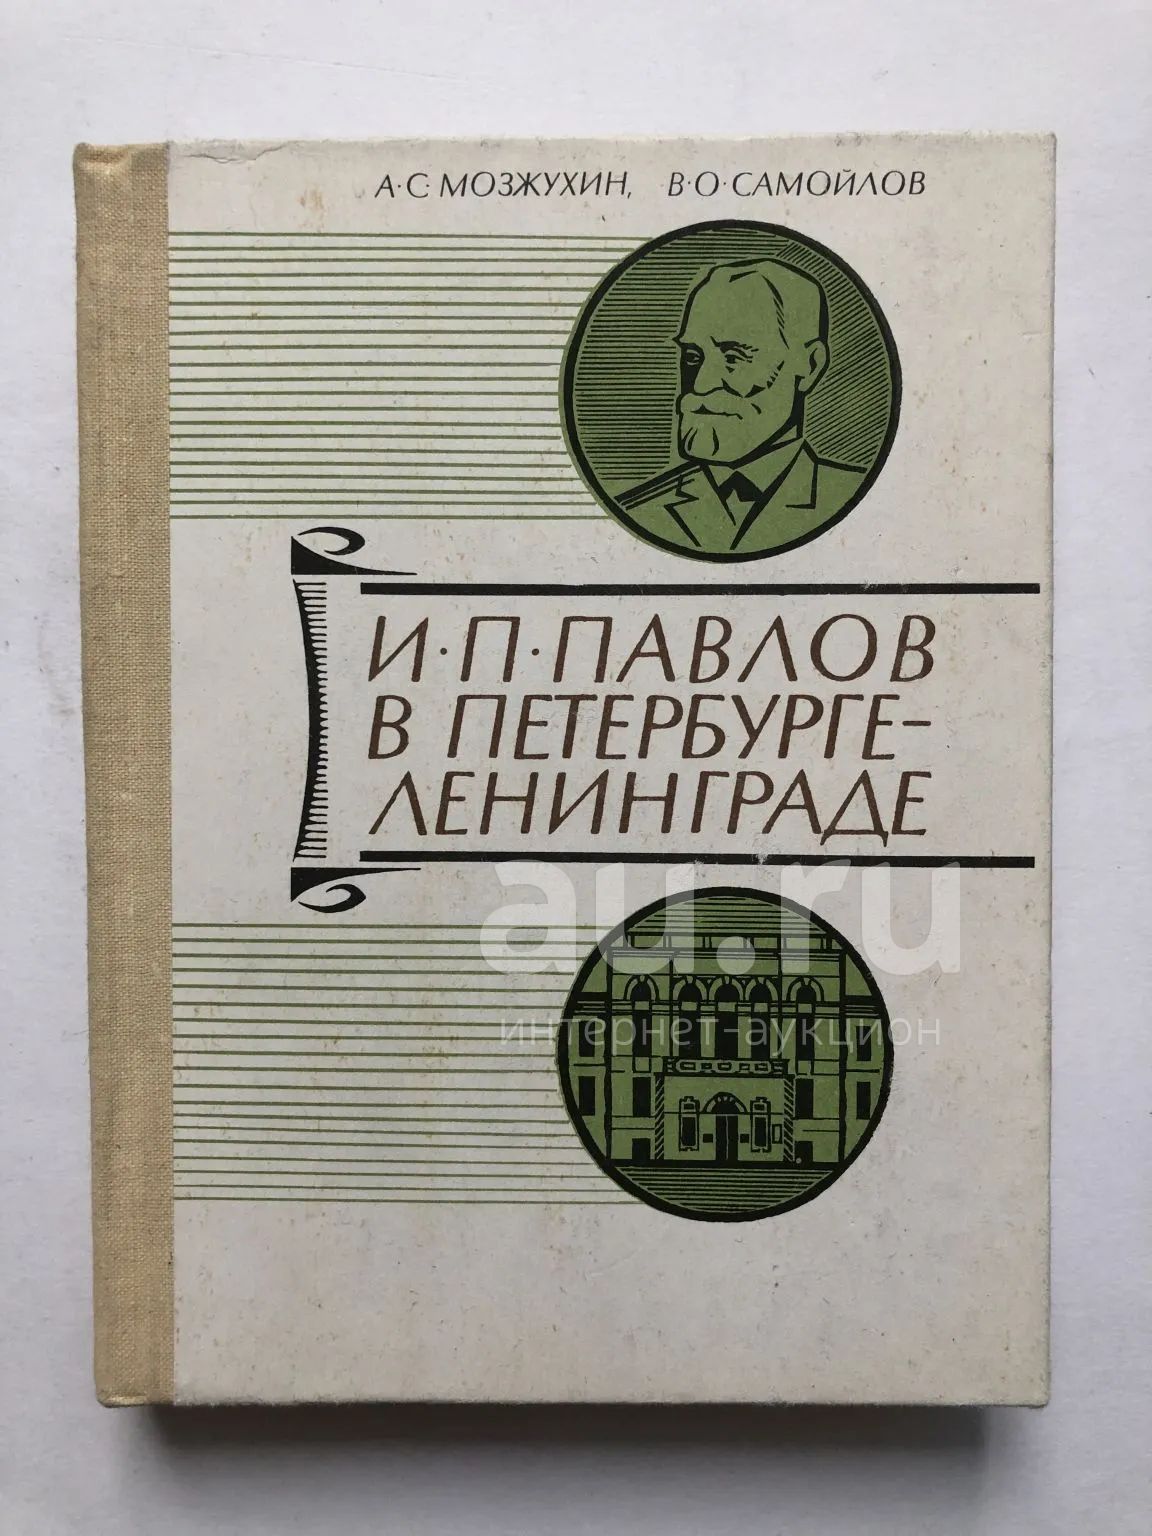 А·С·МОЗЖУХИН, В·О·САМОЙЛОВ
И·П·ПАВЛОВ
В ПЕТЕРБУРГЕ–
ЛЕНИНГРАДЕ
au.ru
интернет-аукцион